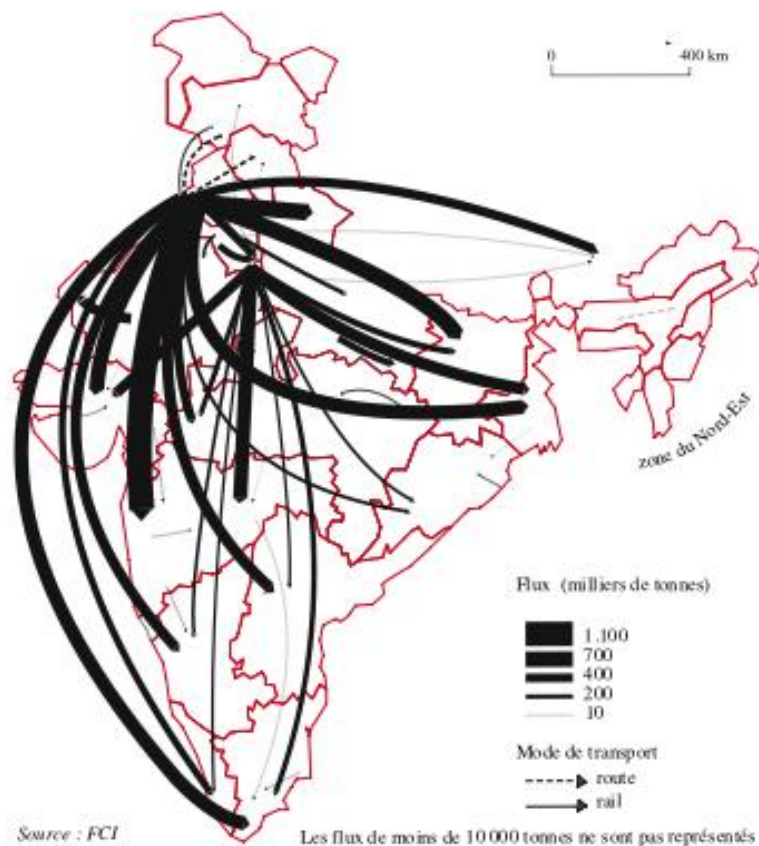 0 400 km
zone du Nord-Est
Flux (milliers de tonnes)
1.100
700
400
200
10
Mode de transport
route
rail
Source : FCI
Les flux de moins de 10 000 tonnes ne sont pas représentés